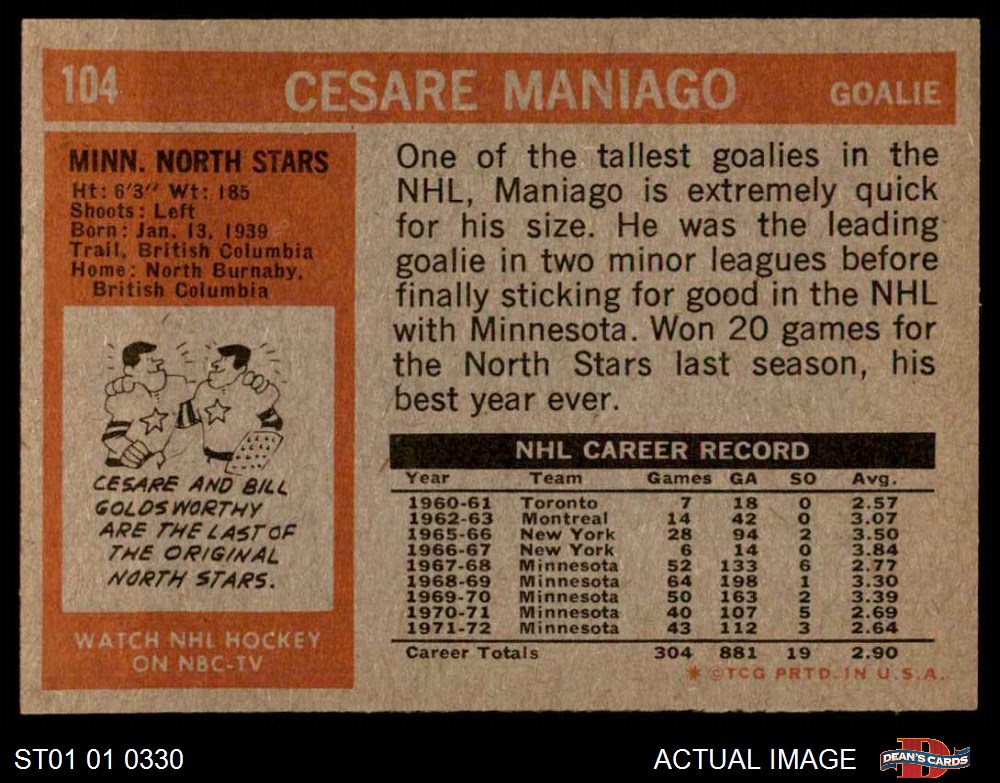 104 CESARE MANIAGO GOALIE
MINN. NORTH STARS
Ht: 6'3" Wt: 185
Shoots: Left
Born: Jan. 13, 1939
Trail, British Columbia
Home: North Burnaby,
British Columbia
CESARE AND BILL
GOLDSWORTHY
ARE THE LAST OF
THE ORIGINAL
NORTH STARS.
WATCH NHL HOCKEY
ON NBC-TV
One of the tallest goalies in the
NHL, Maniago is extremely quick
for his size. He was the leading
goalie in two minor leagues before
finally sticking for good in the NHL
with Minnesota. Won 20 games for
the North Stars last season, his
best year ever.
NHL CAREER RECORD
Year Team Games GA SO Avg.
1960-61 Toronto 7 18 0 2.57
1962-63 Montreal 14 42 0 3.07
1965-66 New York 28 94 2 3.50
1966-67 New York 6 14 0 3.84
1967-68 Minnesota 52 133 6 2.77
1968-69 Minnesota 64 198 1 3.30
1969-70 Minnesota 50 163 2 3.39
1970-71 Minnesota 40 107 5 2.69
1971-72 Minnesota 43 112 3 2.64
Career Totals 304 881 19 2.90
* ©TCG PRTD. IN U.S.A.
ST01 01 0330 ACTUAL IMAGE D DEAN'S CARDS